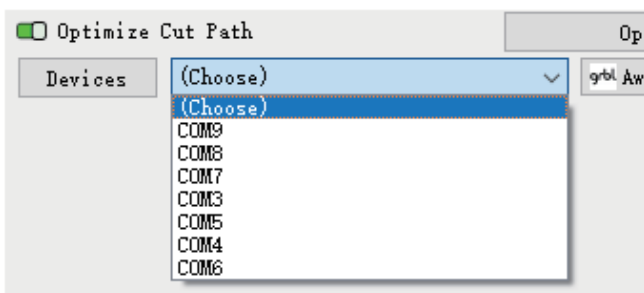 Optimize Cut Path Op
Devices (Choose) grbl Aw
(Choose)
COM9
COM8
COM7
COM3
COM5
COM4
COM6